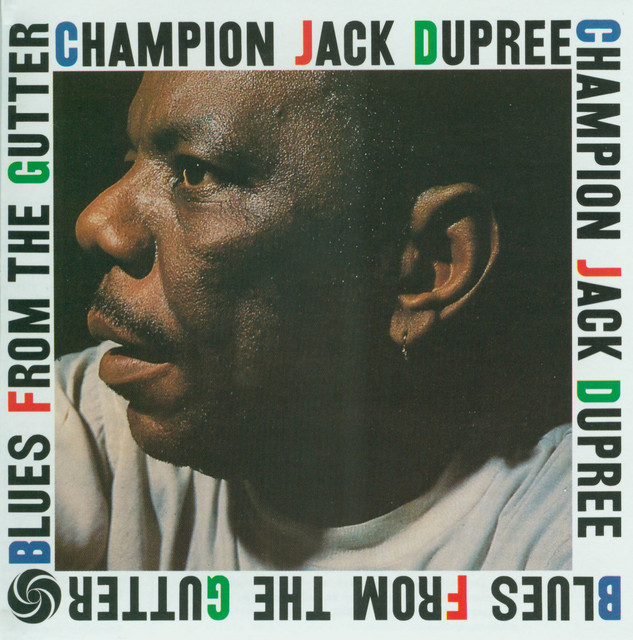 CHAMPION JACK DUPREE
CHAMPION JACK DUPREE
BLUES FROM THE GUTTER
BLUES FROM THE GUTTER